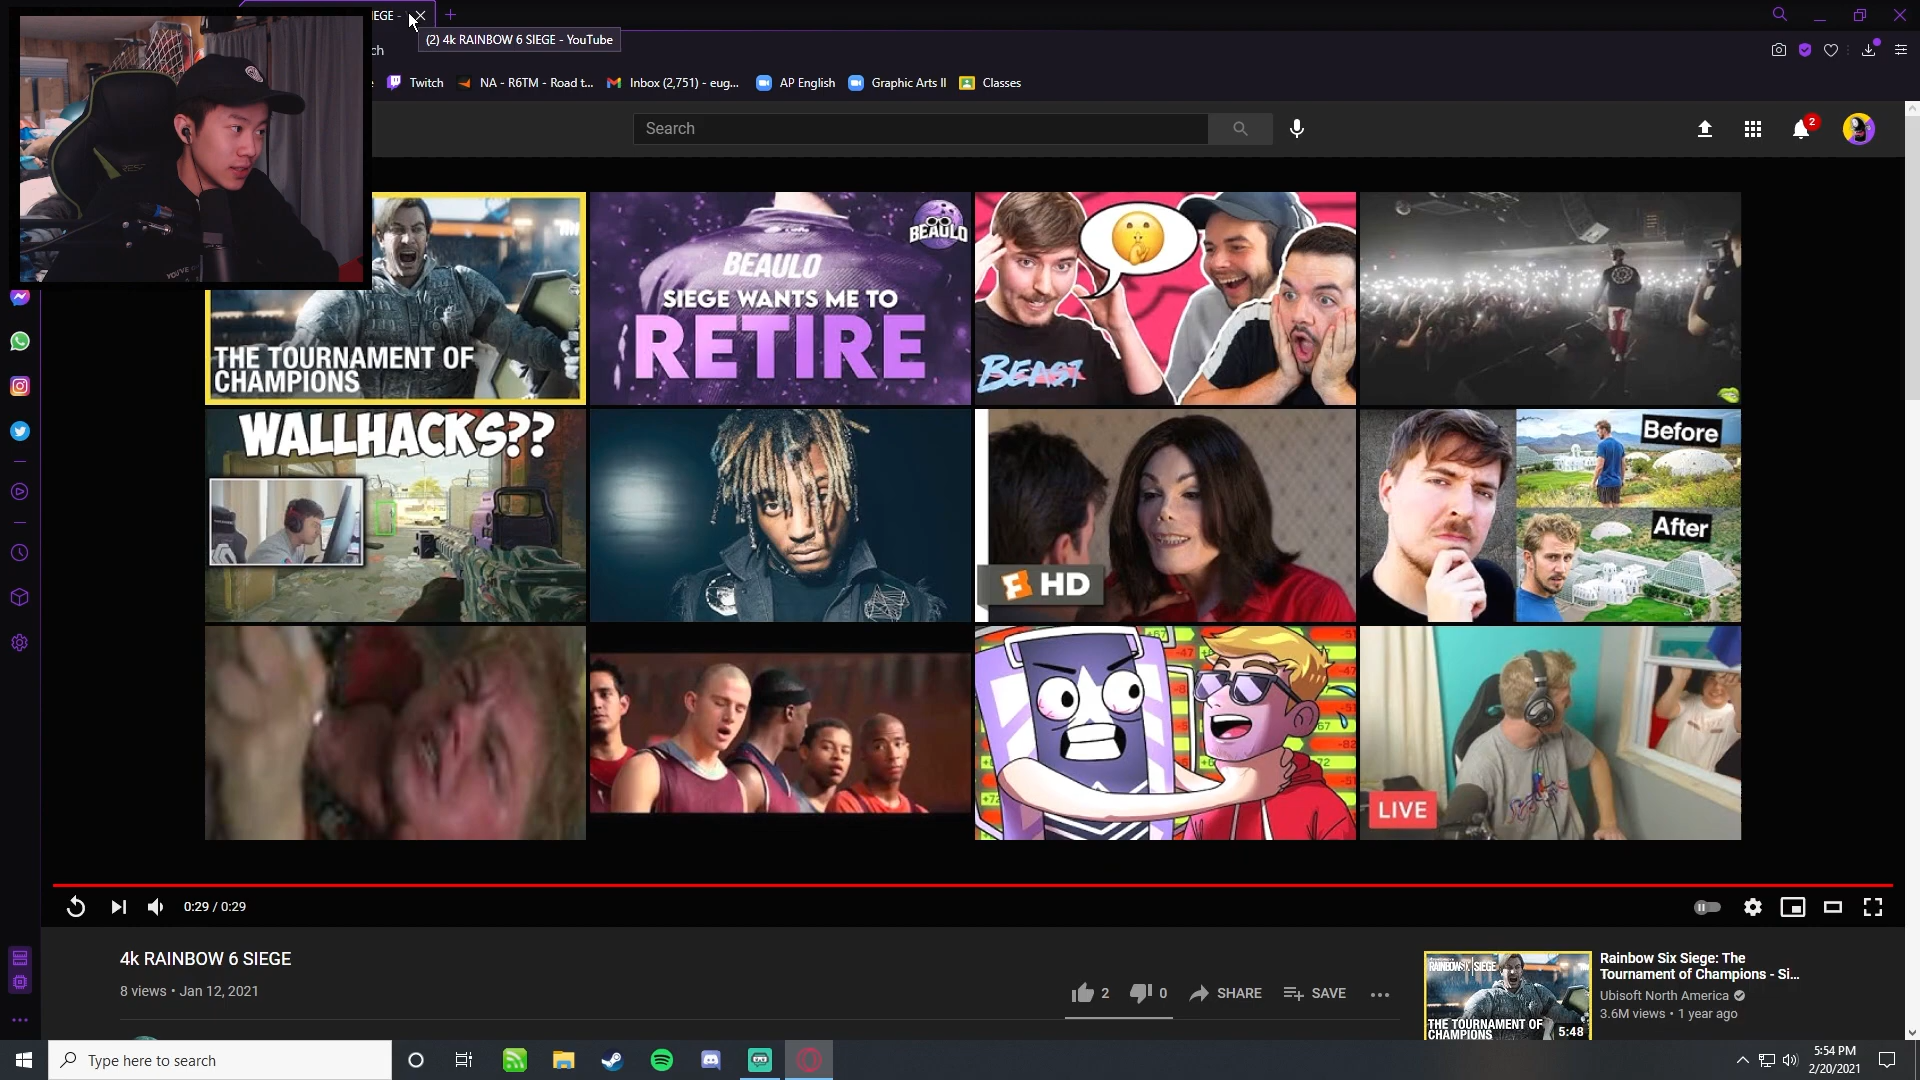 IEGE -
(2) 4k RAINBOW 6 SIEGE - YouTube
ch
e
Twitch
NA - R6TM - Road t...
Inbox (2,751) - eug...
AP English
Graphic Arts II
Classes
Search
2
THE TOURNAMENT OF
CHAMPIONS
BEAULO
BEAULO
SIEGE WANTS ME TO
RETIRE
BEAST
WALLHACKS??
HD
Before
After
LIVE
0:29 / 0:29
4k RAINBOW 6 SIEGE
8 views • Jan 12, 2021
2
0
SHARE
SAVE
RAINBOW SIX SIEGE
THE TOURNAMENT OF
CHAMPIONS
5:48
Rainbow Six Siege: The
Tournament of Champions - Si...
Ubisoft North America
3.6M views • 1 year ago
Type here to search
5:54 PM
2/20/2021